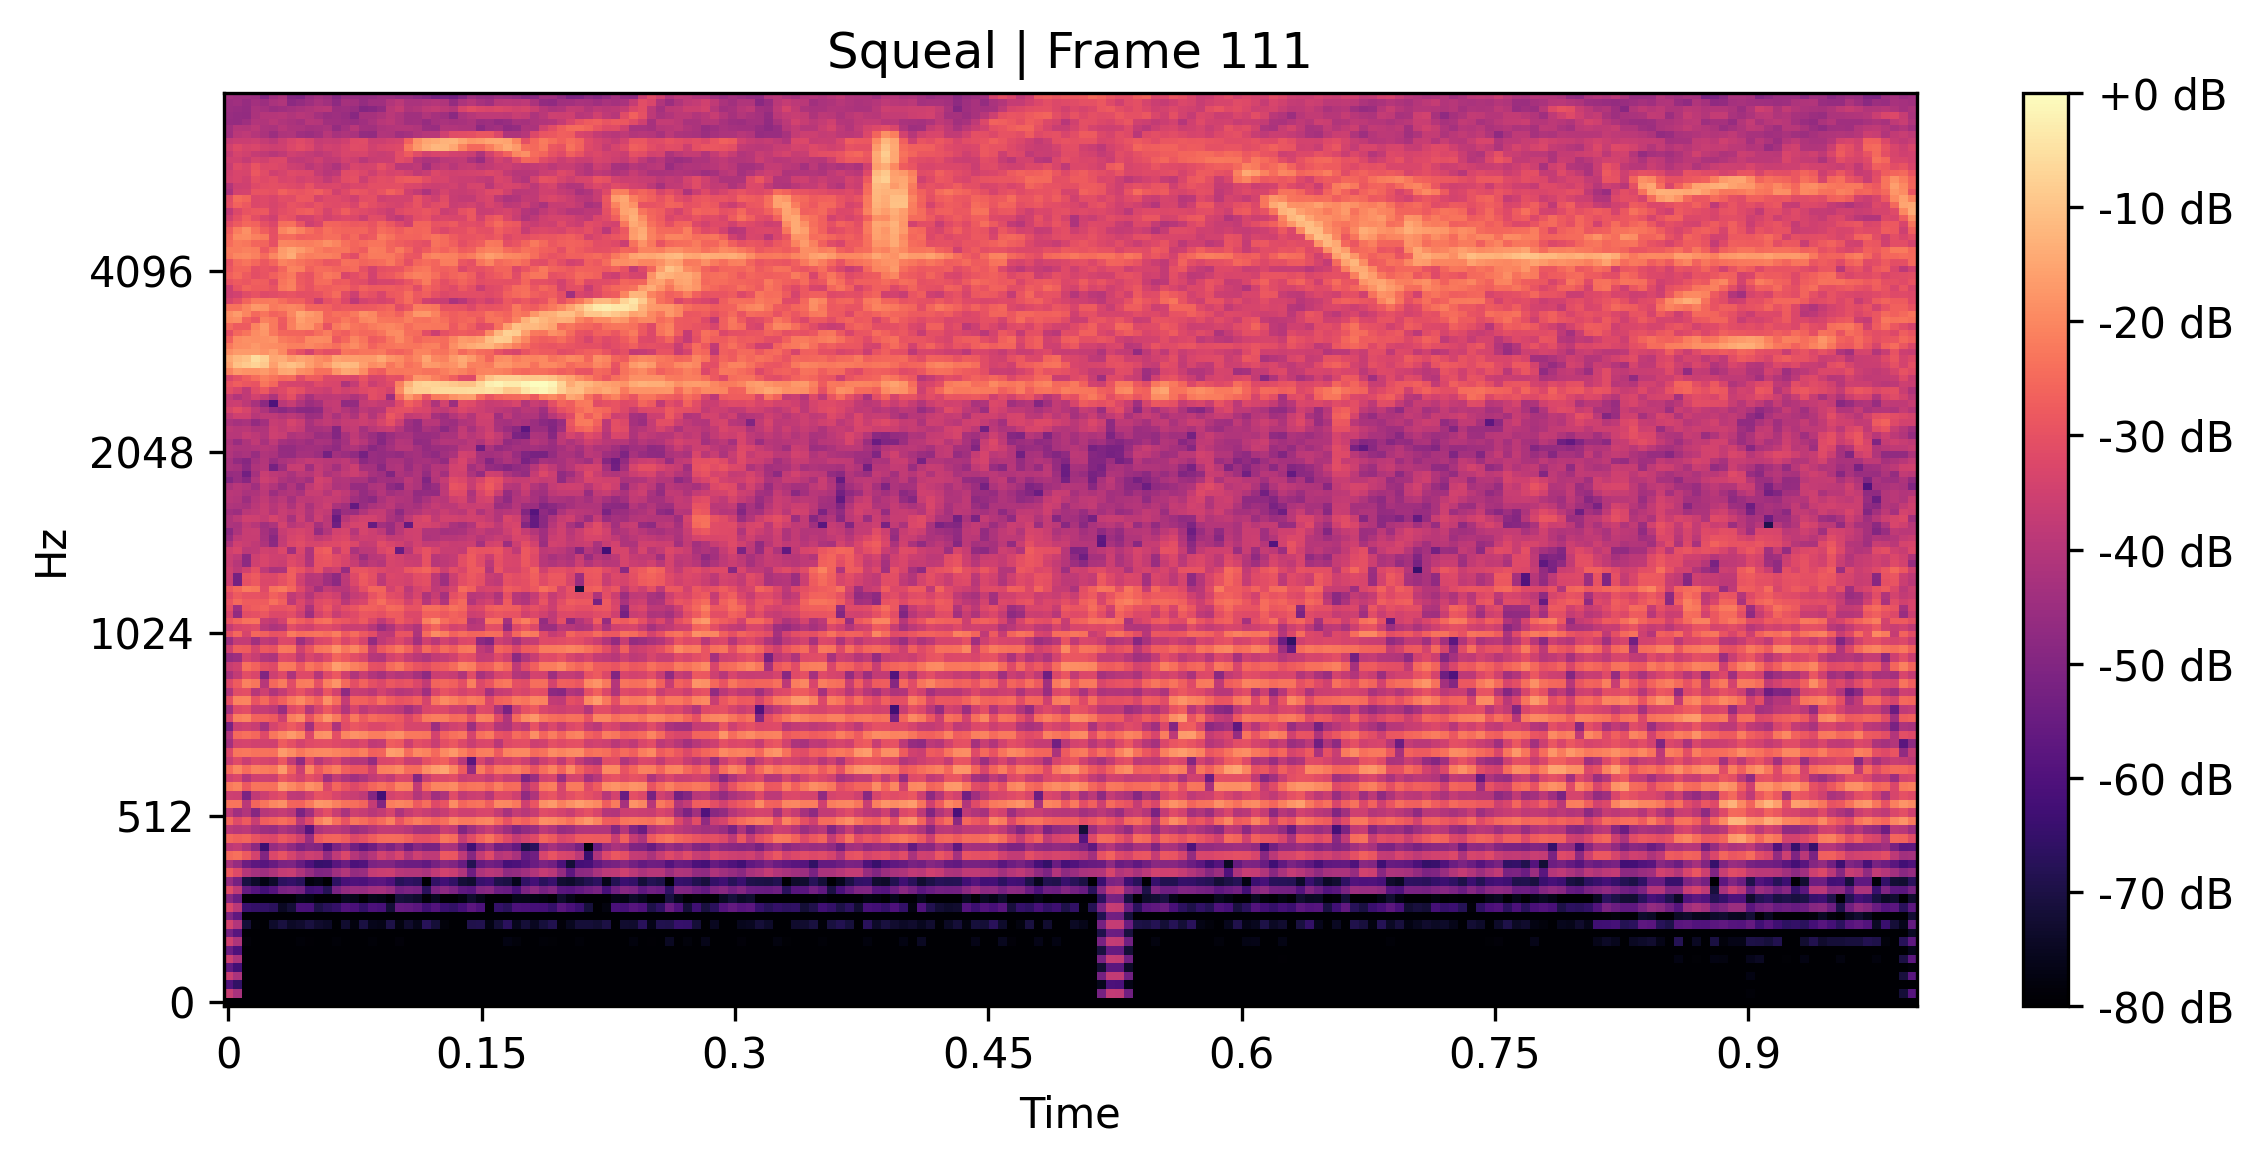 Squeal | Frame 111
+0 dB
-10 dB
-20 dB
-30 dB
-40 dB
-50 dB
-60 dB
-70 dB
-80 dB
Hz
4096
2048
1024
512
0
0 0.15 0.3 0.45 0.6 0.75 0.9
Time